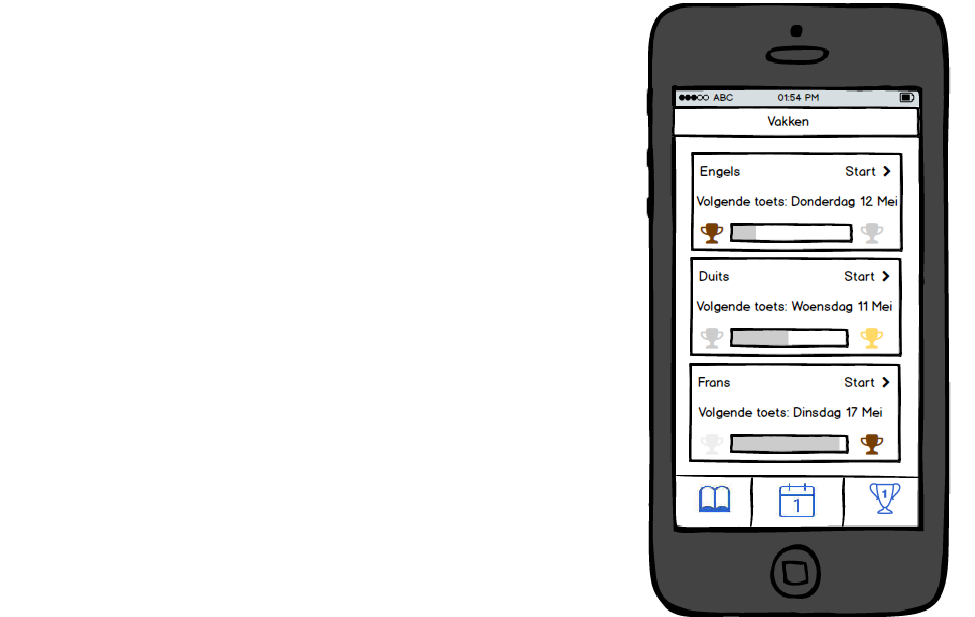 ABC 01:54 PM
Vakken
Engels Start
Volgende toets: Donderdag 12 Mei
Duits Start
Volgende toets: Woensdag 11 Mei
Frans Start
Volgende toets: Dinsdag 17 Mei
1 1